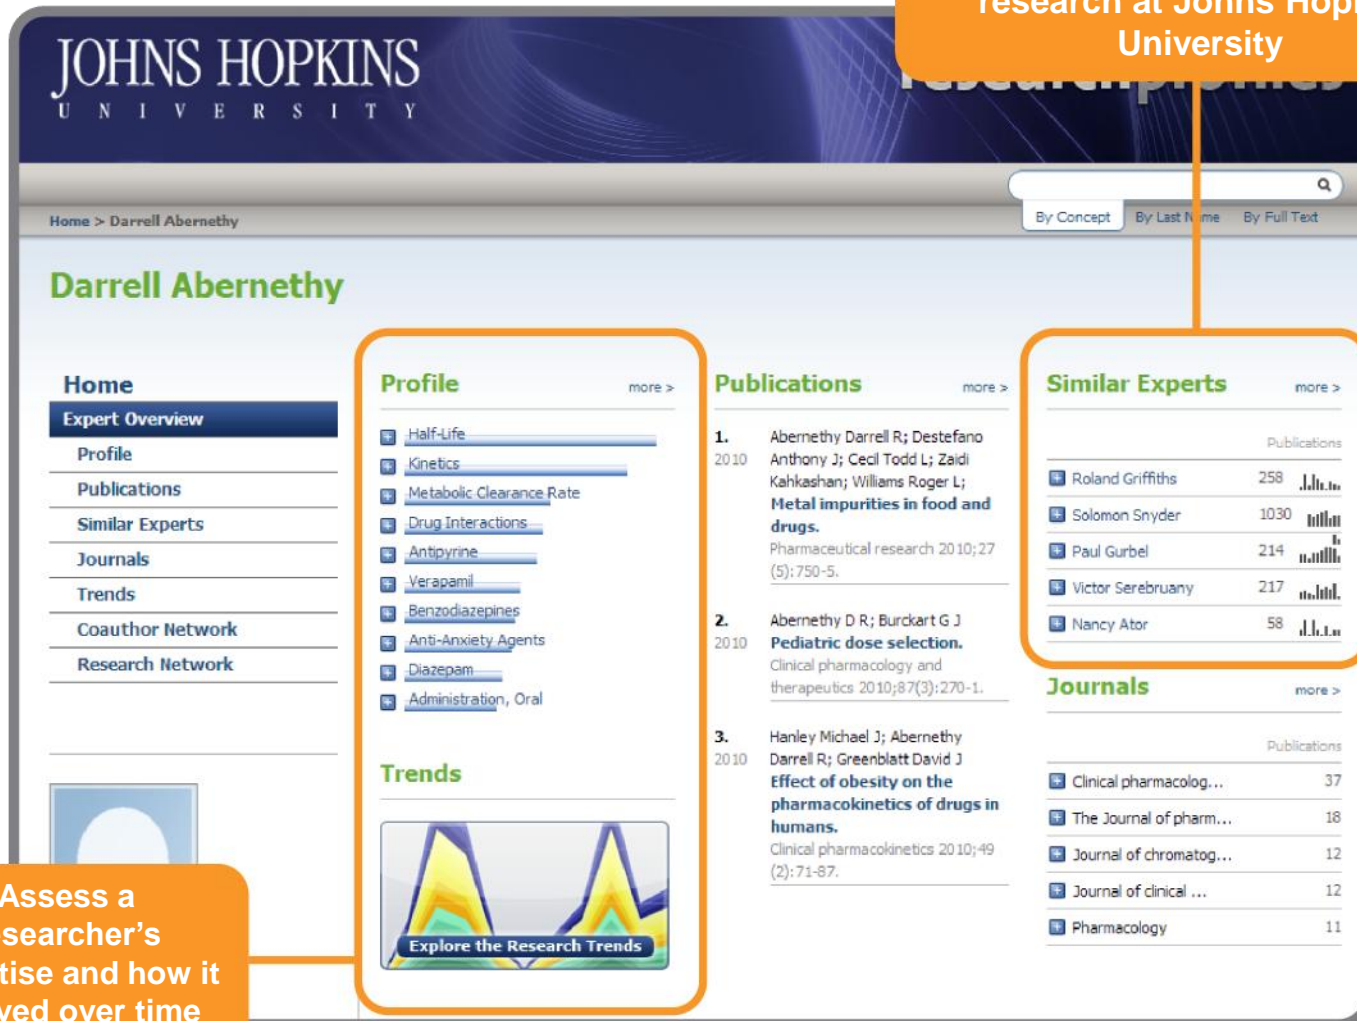 research at Johns
University
JOHNS HOPKINS
UNIVERSITY
Home > Darrell Abernethy
By Concept
By Last
By Full Text
Darrell Abernethy
Home
Expert Overview
Profile
Publications
Similar Experts
Journals
Trends
Coauthor Network
Research Network
Profile
more >
Half-Life
Kinetics
Metabolic Clearance Rate
Drug Interactions
Antipyrine
Verapamil
Benzodiazepines
Anti-Anxiety Agents
Diazepam
Administration, Oral
Trends
Explore the Research Trends
Publications
more >
1.
2010
Abernethy Darrell R; Destefano
Anthony J; Cecil Todd L; Zaidi
Kahkashan; Williams Roger L;
Metal impurities in food and
drugs.
Pharmaceutical research 2010;27
(5):750-5.
2.
2010
Abernethy D R; Burckart G J
Pediatric dose selection.
Clinical pharmacology and
therapeutics 2010;87(3):270-1.
3.
2010
Hanley Michael J; Abernethy
Darrell R; Greenblatt David J
Effect of obesity on the
pharmacokinetics of drugs in
humans.
Clinical pharmacokinetics 2010;49
(2):71-87.
Similar Experts
more >
Publications
Roland Griffiths 258
Solomon Snyder 1030
Paul Gurbel 214
Victor Serebruany 217
Nancy Ator 58
Journals
more >
Publications
Clinical pharmacolog... 37
The Journal of pharm... 18
Journal of chromatog... 12
Journal of clinical ... 12
Pharmacology 11
Assess a
and how it
over time